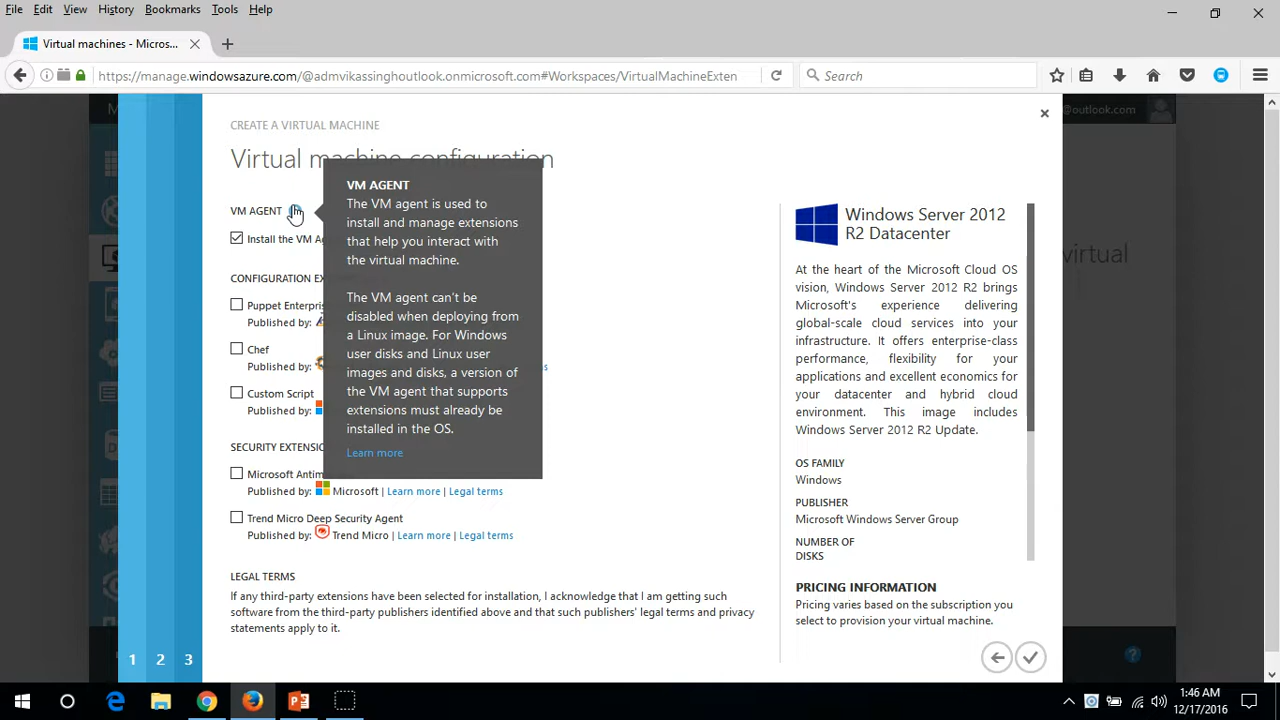 File Edit View History Bookmarks Tools Help
Virtual machines - Micros...
https://manage.windowsazure.com/@admvikassinghoutlook.onmicrosoft.com#Workspaces/VirtualMachineExten
Search
@outlook.com
CREATE A VIRTUAL MACHINE
Virtual machine configuration
VM AGENT
Install the VM Ag
CONFIGURATION EX
Puppet Enterpris
Published by:
Chef
Published by:
Custom Script
Published by:
SECURITY EXTENSIO
Microsoft Antim
Published by: Microsoft | Learn more | Legal terms
Trend Micro Deep Security Agent
Published by: Trend Micro | Learn more | Legal terms
LEGAL TERMS
If any third-party extensions have been selected for installation, I acknowledge that I am getting such
software from the third-party publishers identified above and that such publishers' legal terms and privacy
statements apply to it.
VM AGENT
The VM agent is used to
install and manage extensions
that help you interact with
the virtual machine.
The VM agent can't be
disabled when deploying from
a Linux image. For Windows
user disks and Linux user
images and disks, a version of
the VM agent that supports
extensions must already be
installed in the OS.
Learn more
Windows Server 2012
R2 Datacenter
At the heart of the Microsoft Cloud OS
vision, Windows Server 2012 R2 brings
Microsoft's experience delivering
global-scale cloud services into your
infrastructure. It offers enterprise-class
performance, flexibility for your
applications and excellent economics for
your datacenter and hybrid cloud
environment. This image includes
Windows Server 2012 R2 Update.
OS FAMILY
Windows
PUBLISHER
Microsoft Windows Server Group
NUMBER OF
DISKS
PRICING INFORMATION
Pricing varies based on the subscription you
select to provision your virtual machine.
virtual
1 2 3
1:46 AM
12/17/2016